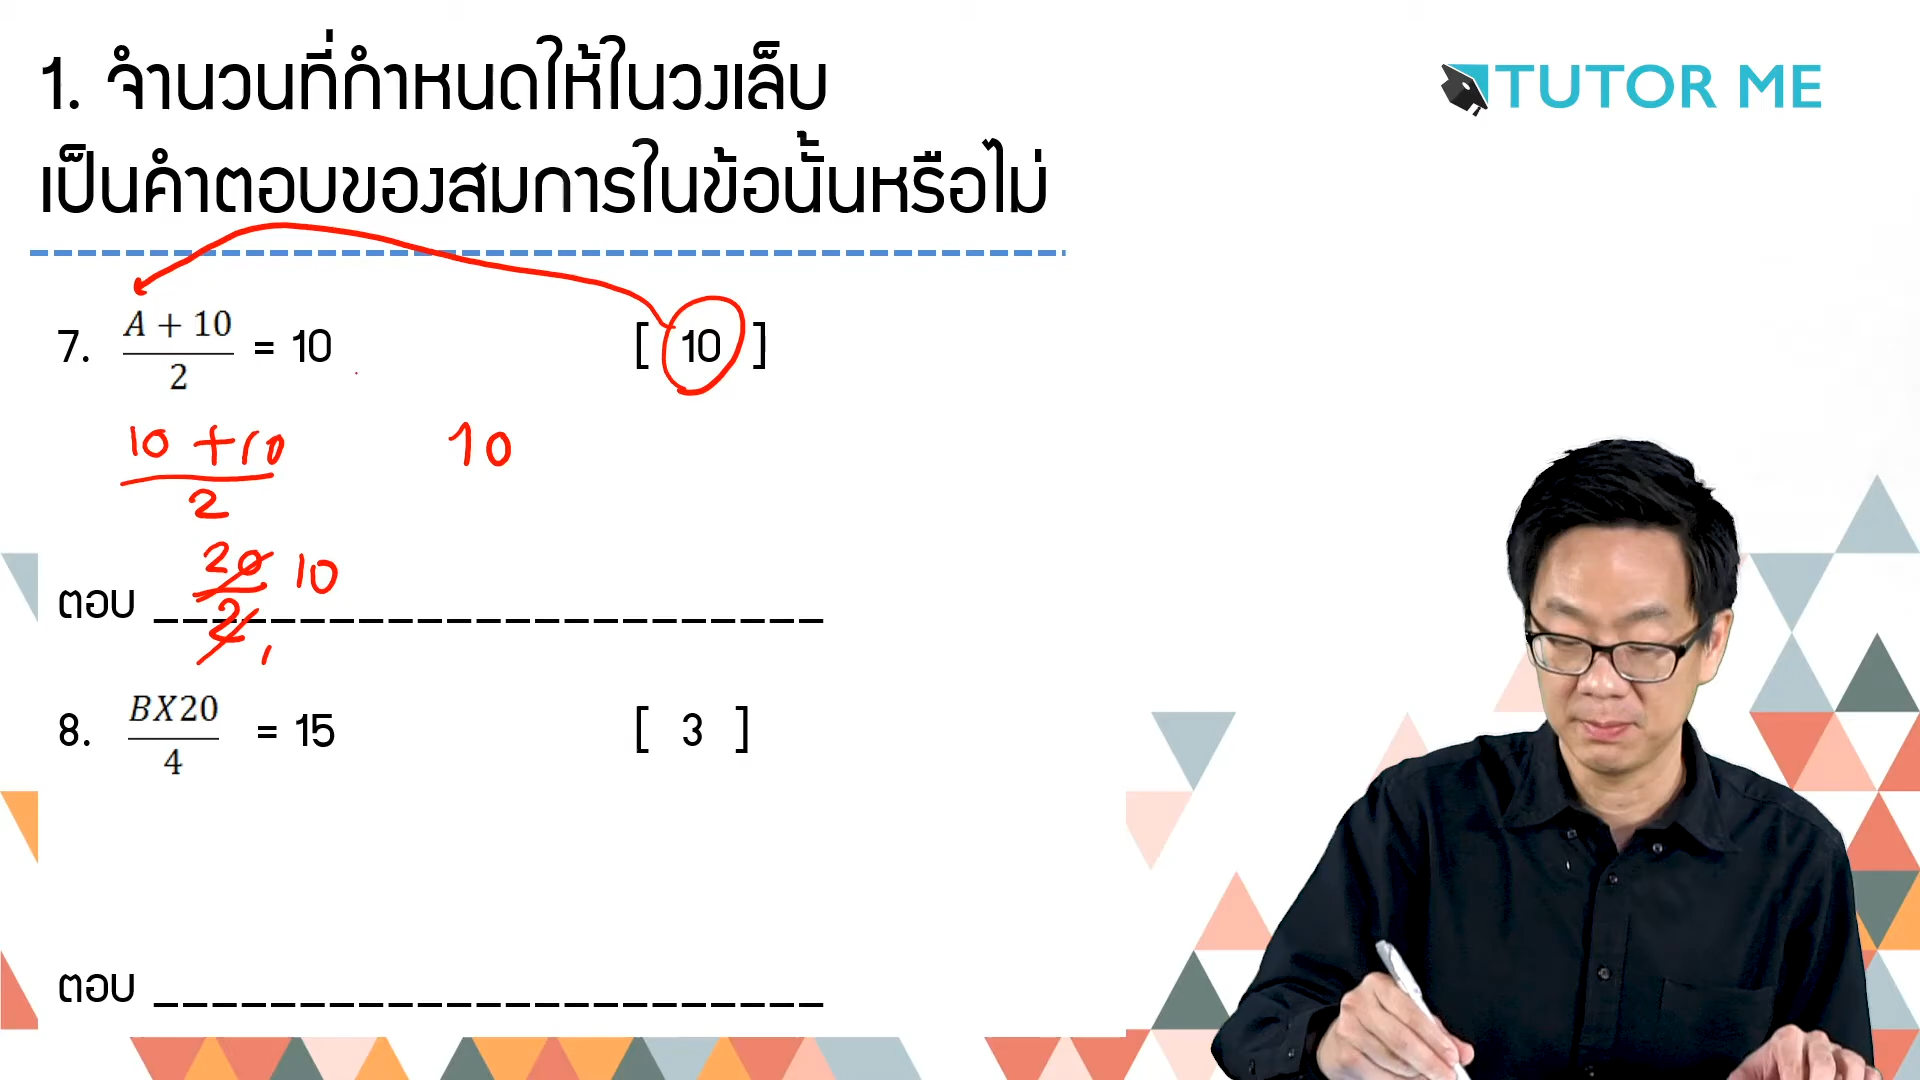 1. จำนวนที่กำหนดให้ในวงเล็บ
TUTOR ME
เป็นคำตอบของสมการในข้อนั้นหรือไม่
7. A + 10 / 2 = 10 [ 10 ]
10 + 10 / 2 10
20 / 2 10
1
ตอบ ______________________
8. BX20 / 4 = 15 [ 3 ]
ตอบ ______________________